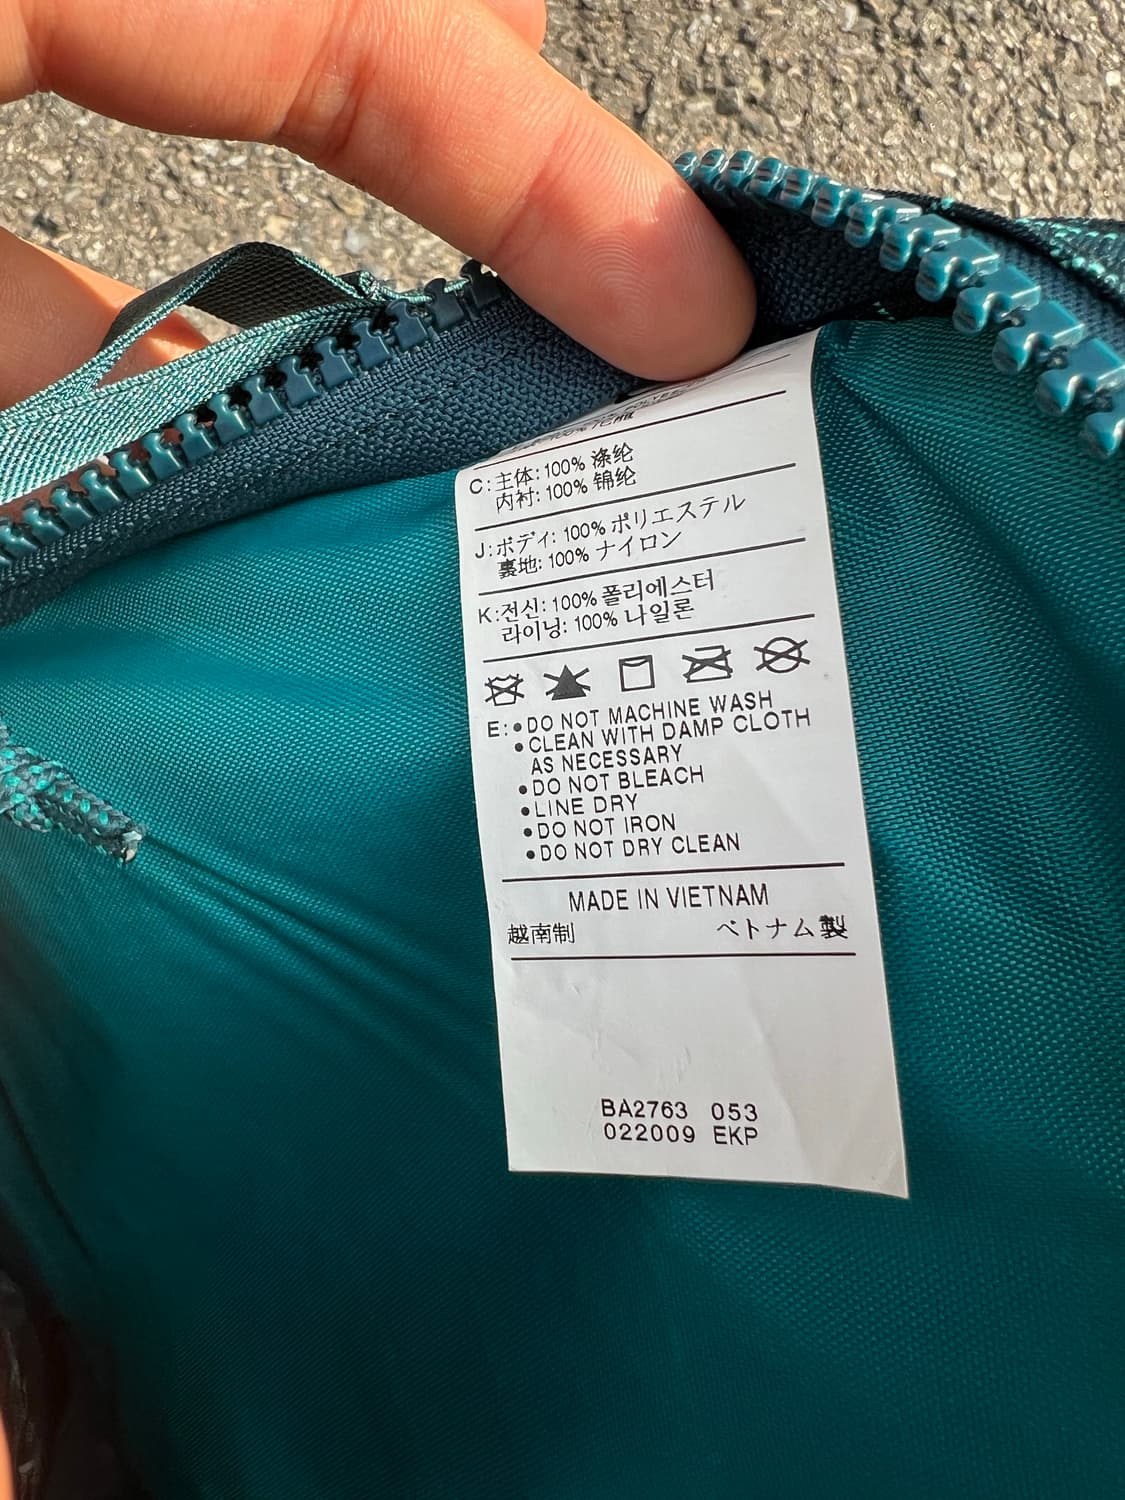 C:主体:100% 涤纶
内衬:100% 锦纶
J:ボディ:100% ポリエステル
裏地:100% ナイロン
K:전신:100% 폴리에스터
라이닝:100% 나일론
E:●DO NOT MACHINE WASH
●CLEAN WITH DAMP CLOTH
AS NECESSARY
●DO NOT BLEACH
●LINE DRY
●DO NOT IRON
●DO NOT DRY CLEAN
MADE IN VIETNAM
越南制 ベトナム製
BA2763 053
022009 EKP